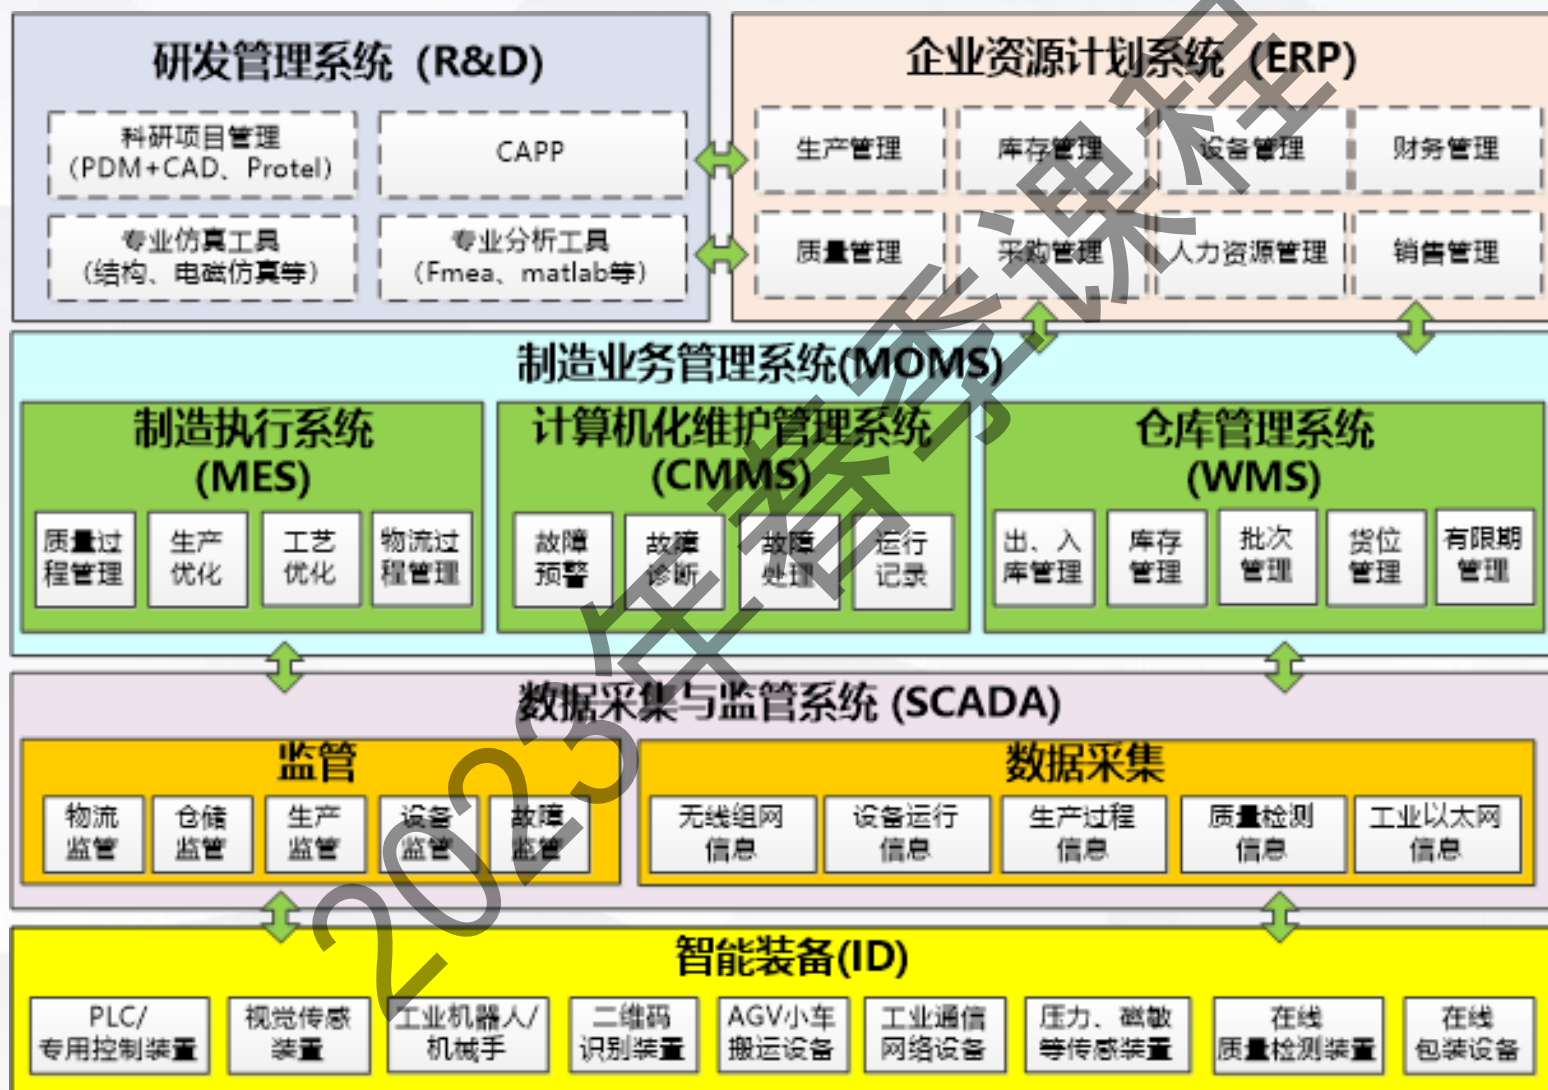 研发管理系统 (R&D)
企业资源计划系统 (ERP)
科研项目管理
(PDM+CAD、Protel)
CAPP
生产管理
库存管理
设备管理
财务管理
专业仿真工具
(结构、电磁仿真等)
专业分析工具
(Fmea、matlab等)
质量管理
采购管理
人力资源管理
销售管理
制造业务管理系统(MOMS)
制造执行系统
(MES)
计算机化维护管理系统
(CMMS)
仓库管理系统
(WMS)
质量过
程管理
生产
优化
工艺
优化
物流过
程管理
故障
预警
故障
诊断
故障
处理
运行
记录
出、入
库管理
库存
管理
批次
管理
货位
管理
有限期
管理
数据采集与监管系统 (SCADA)
监管
数据采集
物流
监管
仓储
监管
生产
监管
设备
监管
故障
监管
无线组网
信息
设备运行
信息
生产过程
信息
质量检测
信息
工业以太网
信息
智能装备(ID)
PLC/
专用控制装置
视觉传感
装置
工业机器人/
机械手
二维码
识别装置
AGV小车
搬运设备
工业通信
网络设备
压力、磁敏
等传感装置
在线
质量检测装置
在线
包装设备
2023年春季课程